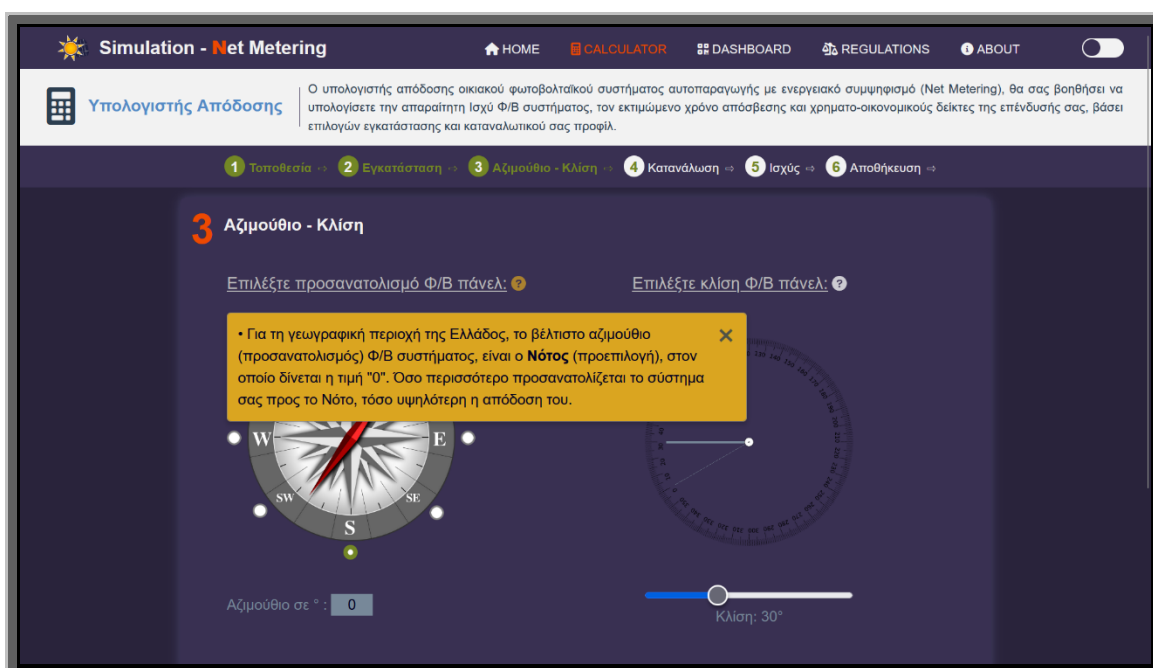 Simulation - Net Metering
HOME
CALCULATOR
DASHBOARD
REGULATIONS
ABOUT
Υπολογιστής Απόδοσης
Ο υπολογιστής απόδοσης οικιακού φωτοβολταϊκού συστήματος αυτοπαραγωγής με ενεργειακό συμψηφισμό (Net Metering), θα σας βοηθήσει να
υπολογίσετε την απαραίτητη Ισχύ Φ/Β συστήματος, τον εκτιμώμενο χρόνο απόσβεσης και χρηματο-οικονομικούς δείκτες της επένδυσής σας, βάσει
επιλογών εγκατάστασης και καταναλωτικού σας προφίλ.
1 Τοποθεσία ⇨ 2 Εγκατάσταση ⇨ 3 Αζιμούθιο - Κλίση ⇨ 4 Κατανάλωση ⇨ 5 Ισχύς ⇨ 6 Αποθήκευση ⇨
3 Αζιμούθιο - Κλίση
Επιλέξτε προσανατολισμό Φ/Β πάνελ: ?
Επιλέξτε κλίση Φ/Β πάνελ: ?
• Για τη γεωγραφική περιοχή της Ελλάδος, το βέλτιστο αζιμούθιο
(προσανατολισμός) Φ/Β συστήματος, είναι ο Νότος (προεπιλογή), στον
οποίο δίνεται η τιμή "0". Όσο περισσότερο προσανατολίζεται το σύστημα
σας προς το Νότο, τόσο υψηλότερη η απόδοση του.
W
E
SW
SE
S
Αζιμούθιο σε ° : 0
Κλίση: 30°